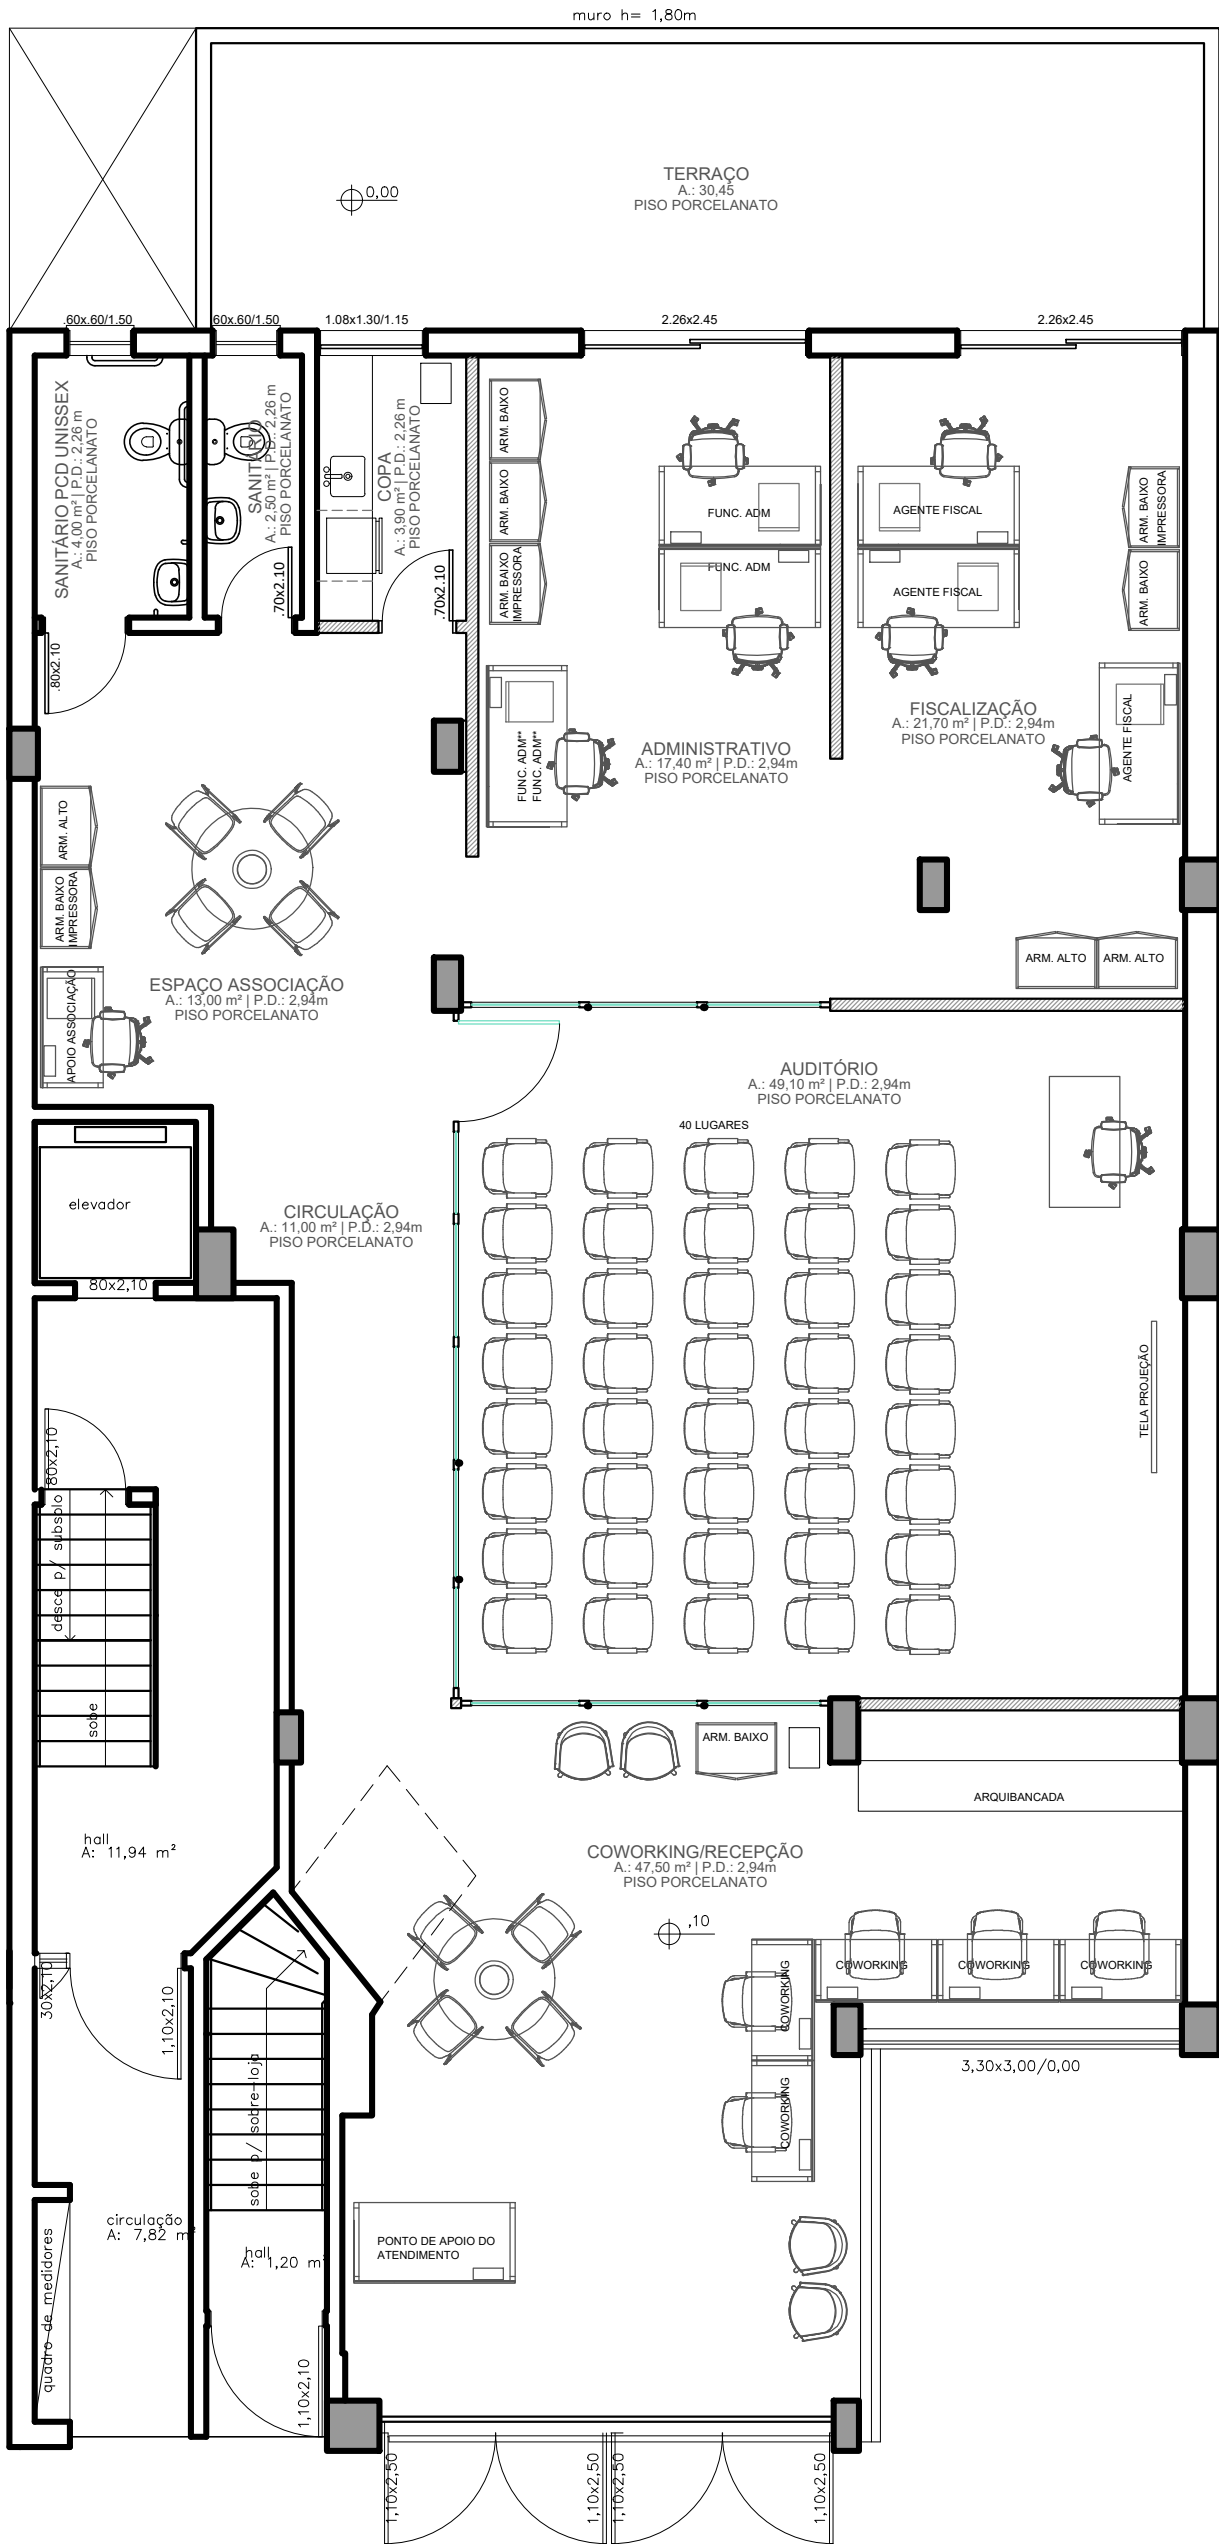 muro h= 1,80m
TERRAÇO
A.: 30,45
PISO PORCELANATO
0,00
.60x.60/1.50
60x.60/1.50
1.08x1.30/1.15
2.26x2.45
2.26x2.45
SANITÁRIO PCD UNISSEX
A.: 4,00 m² | P.D.: 2,26 m
PISO PORCELANATO
SANITÁRIO
A.: 2,50 m² | P.D.: 2,26 m
PISO PORCELANATO
COPA
A.: 3,90 m² | P.D.: 2,26 m
PISO PORCELANATO
.80x2.10
.70x2.10
.70x2.10
ARM. BAIXO
ARM. BAIXO
ARM. BAIXO
IMPRESSORA
FUNC. ADM
FUNC. ADM
AGENTE FISCAL
AGENTE FISCAL
ARM. BAIXO
IMPRESSORA
ARM. BAIXO
FUNC. ADM**
FUNC. ADM**
ADMINISTRATIVO
A.: 17,40 m² | P.D.: 2,94m
PISO PORCELANATO
FISCALIZAÇÃO
A.: 21,70 m² | P.D.: 2,94m
PISO PORCELANATO
AGENTE FISCAL
ARM. ALTO
ARM. BAIXO
IMPRESSORA
APOIO ASSOCIAÇÃO
ESPAÇO ASSOCIAÇÃO
A.: 13,00 m² | P.D.: 2,94m
PISO PORCELANATO
ARM. ALTO
ARM. ALTO
AUDITÓRIO
A.: 49,10 m² | P.D.: 2,94m
PISO PORCELANATO
40 LUGARES
elevador
80x2,10
CIRCULAÇÃO
A.: 11,00 m² | P.D.: 2,94m
PISO PORCELANATO
TELA PROJEÇÃO
80x2,10
desce p/ subsolo
sobe
ARM. BAIXO
ARQUIBANCADA
hall
A: 11,94 m²
COWORKING/RECEPÇÃO
A.: 47,50 m² | P.D.: 2,94m
PISO PORCELANATO
,10
COWORKING
COWORKING
COWORKING
COWORKING
COWORKING
30x2,10
1,10x2,10
3,30x3,00/0,00
sobe p/ sobre-loja
circulação
A: 7,82 m²
hall
A: 1,20 m²
PONTO DE APOIO DO
ATENDIMENTO
quadro de medidores
1,10x2,10
1,10x2,50
1,10x2,50
1,10x2,50
1,10x2,50